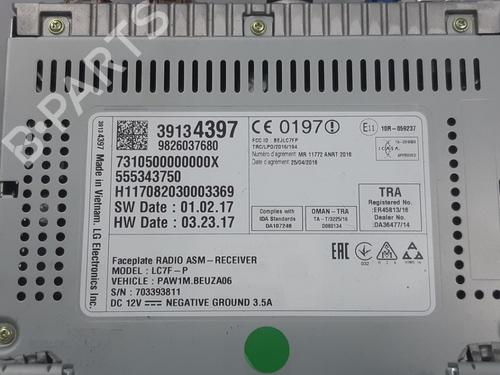 B-PARTS
39134397
39134397
9826037680
7310500000000X
555343750
H117082030003369
SW Date : 01.02.17
HW Date : 03.23.17
Made in Vietnam. LG Electronics Inc.
CE 0197
FCC ID : BEJLC7FP
TRC/LPD/2016/194
Numéro d'agrément : MR 11772 ANRT 2016
Date d'agrément : 25/04/2016
E11 10R-059237
Complies with
IDA Standards
DA107248
OMAN-TRA
TA-T/3225/16
D080134
TRA
REGISTERED No:
ER45813/16
DEALER No:
DA36477/14
EAC
032
Faceplate RADIO ASM-RECEIVER
MODEL : LC7F-P
VEHICLE : PAW1M.BEUZA06
S/N : 703393811
DC 12V NEGATIVE GROUND 3.5A